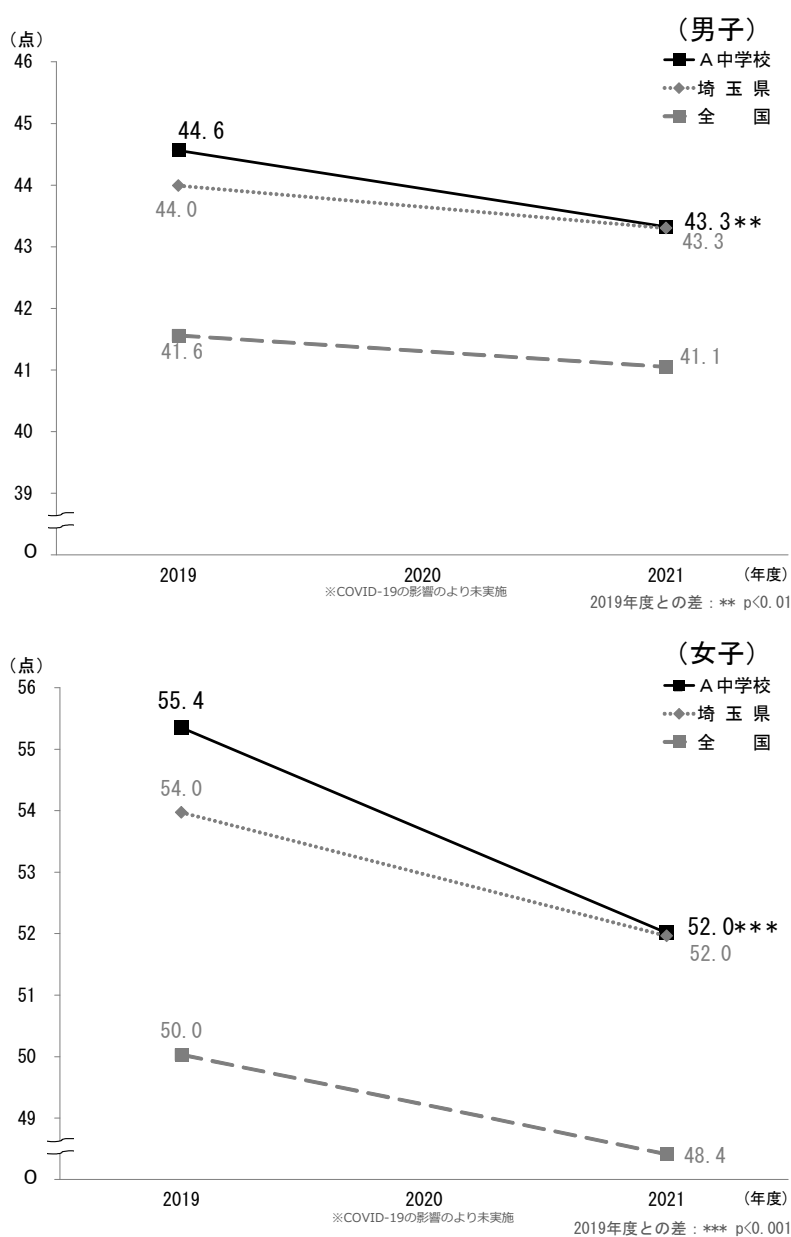 （男子）
（点）
A中学校
埼玉県
全国
46
45
44
43
42
41
40
39
0
44.6
44.0
41.6
43.3**
43.3
41.1
2019 2020 2021 （年度）
※COVID-19の影響のより未実施
2019年度との差：** p<0.01
（女子）
（点）
A中学校
埼玉県
全国
56
55
54
53
52
51
50
49
0
55.4
54.0
50.0
52.0***
52.0
48.4
2019 2020 2021 （年度）
※COVID-19の影響のより未実施
2019年度との差：*** p<0.001